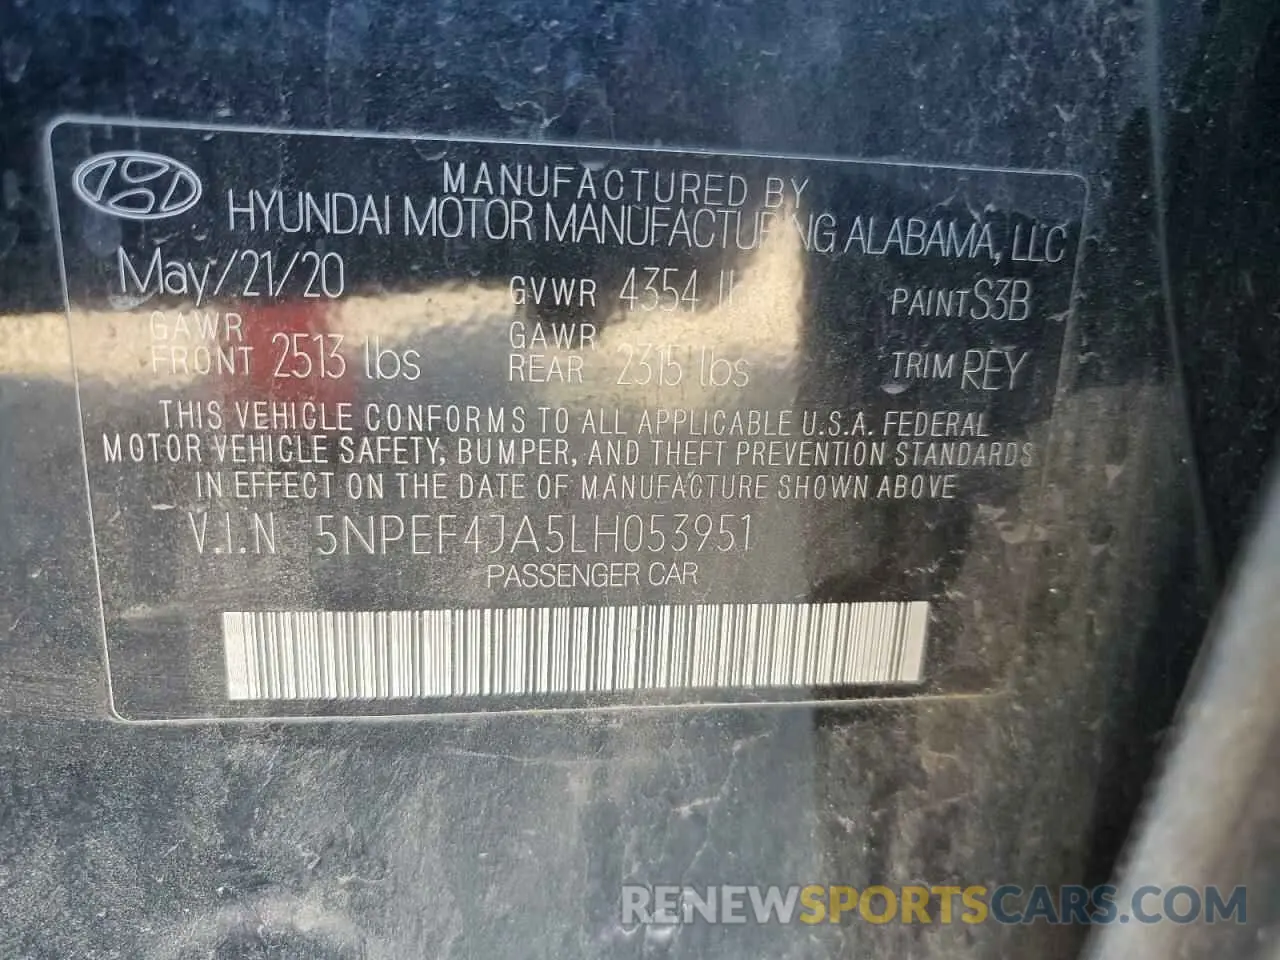 MANUFACTURED BY
HYUNDAI MOTOR MANUFACTURING ALABAMA, LLC
May/21/20 GVWR 4354 PAINT S3B
GAWR FRONT 2513 lbs GAWR REAR 2315 lbs TRIM REY
THIS VEHICLE CONFORMS TO ALL APPLICABLE U.S.A. FEDERAL
MOTOR VEHICLE SAFETY, BUMPER, AND THEFT PREVENTION STANDARDS
IN EFFECT ON THE DATE OF MANUFACTURE SHOWN ABOVE
V.I.N 5NPEF4JA5LH053951
PASSENGER CAR
RENEWSPORTSCARS.COM